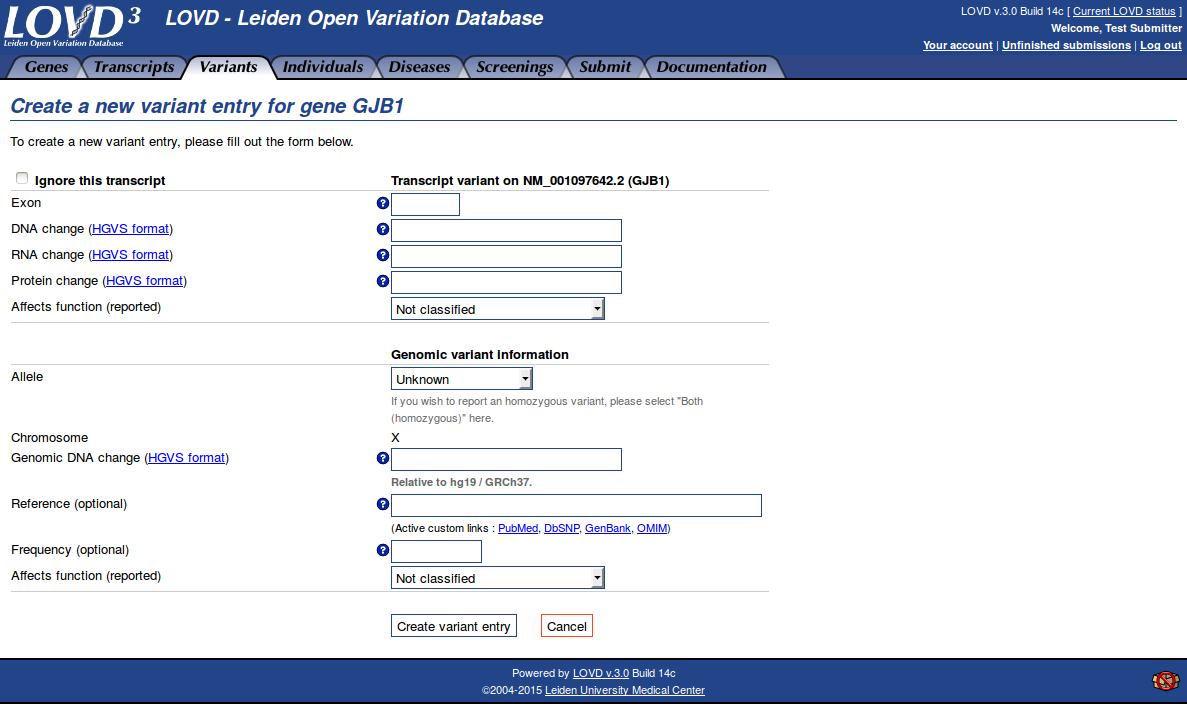 LOVD 3
Leiden Open Variation Database
LOVD - Leiden Open Variation Database
LOVD v.3.0 Build 14c [ Current LOVD status ]
Welcome, Test Submitter
Your account | Unfinished submissions | Log out
Genes Transcripts Variants Individuals Diseases Screenings Submit Documentation
Create a new variant entry for gene GJB1
To create a new variant entry, please fill out the form below.
Ignore this transcript Transcript variant on NM_001097642.2 (GJB1)
Exon ?
DNA change (HGVS format) ?
RNA change (HGVS format) ?
Protein change (HGVS format) ?
Affects function (reported) Not classified
Genomic variant information
Allele Unknown
If you wish to report an homozygous variant, please select "Both
(homozygous)" here.
Chromosome X
Genomic DNA change (HGVS format) ?
Relative to hg19 / GRCh37.
Reference (optional) ?
(Active custom links : PubMed, DbSNP, GenBank, OMIM)
Frequency (optional) ?
Affects function (reported) Not classified
Create variant entry Cancel
Powered by LOVD v.3.0 Build 14c
©2004-2015 Leiden University Medical Center